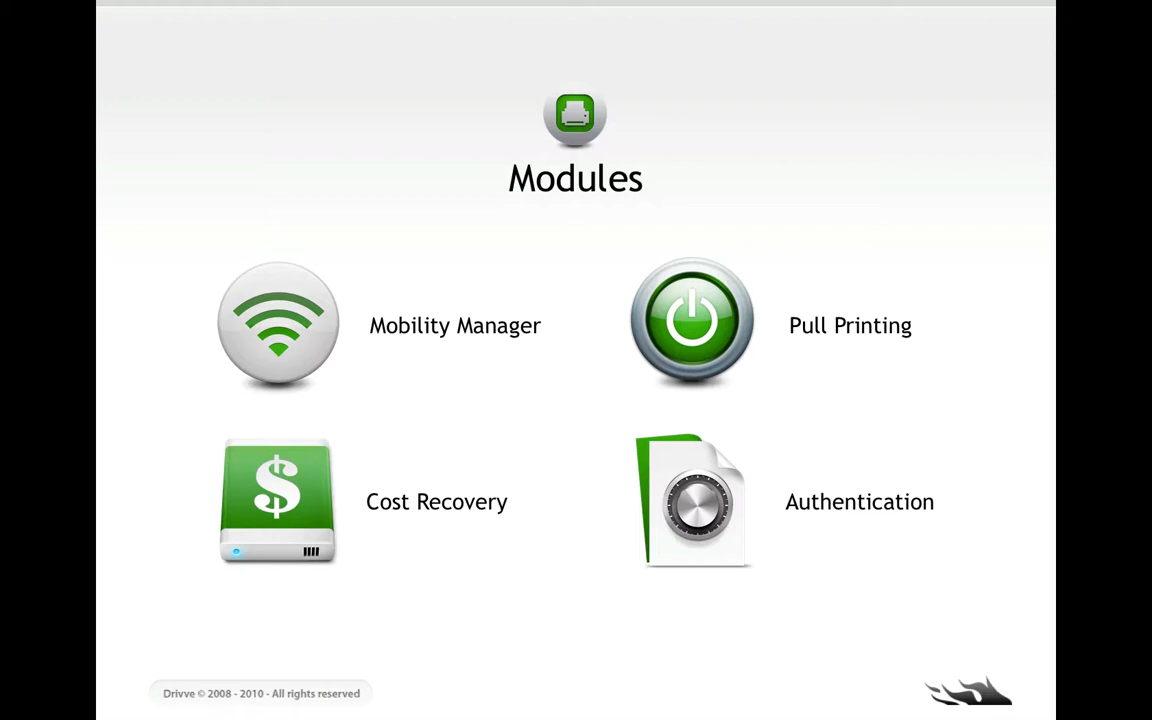 Modules
Mobility Manager
Pull Printing
$
Cost Recovery
Authentication
Drivve © 2008 - 2010 - All rights reserved